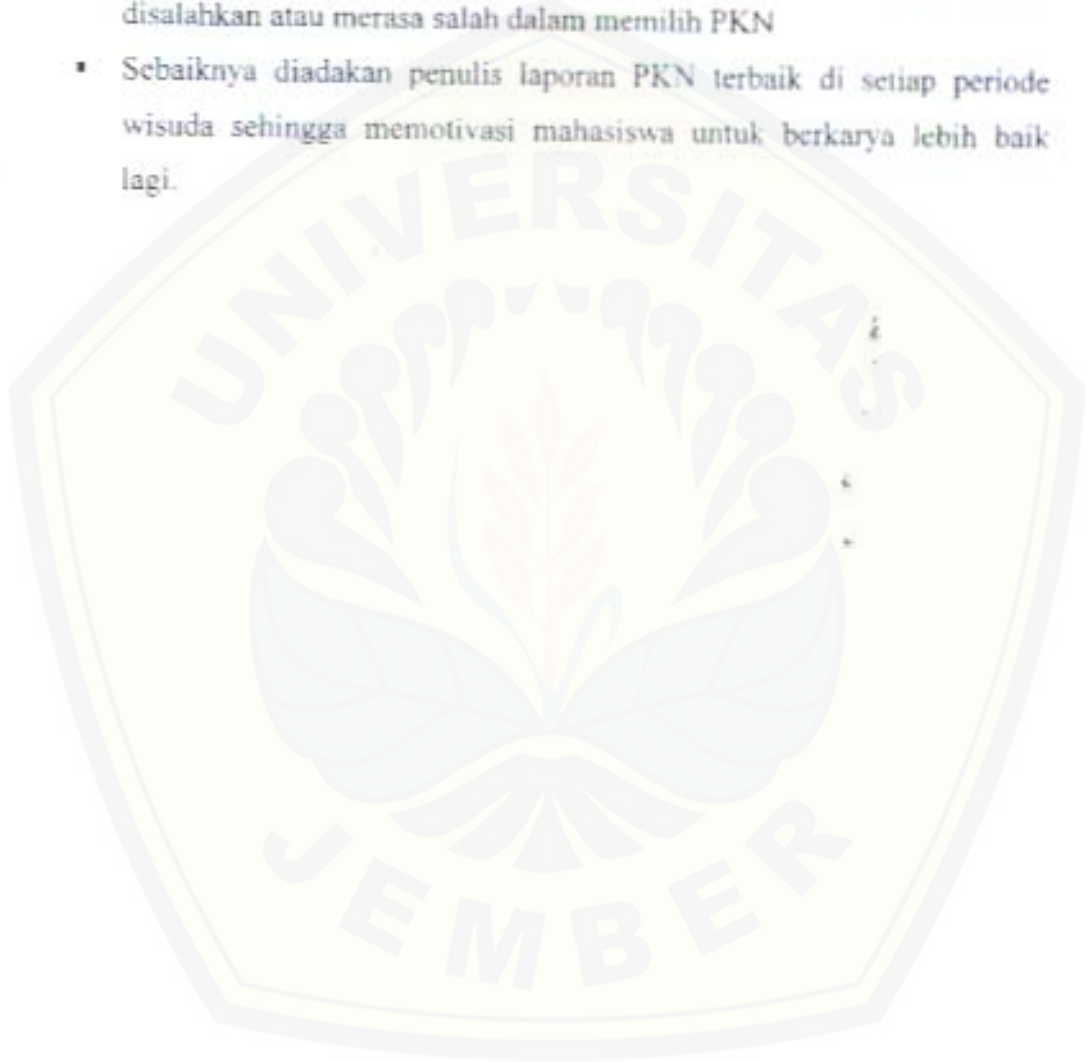 disalahkan atau merasa salah dalam memilih PKN
▪ Sebaiknya diadakan penulis laporan PKN terbaik di setiap periode
wisuda sehingga memotivasi mahasiswa untuk berkarya lebih baik
lagi.
UNIVERSITAS
JEMBER